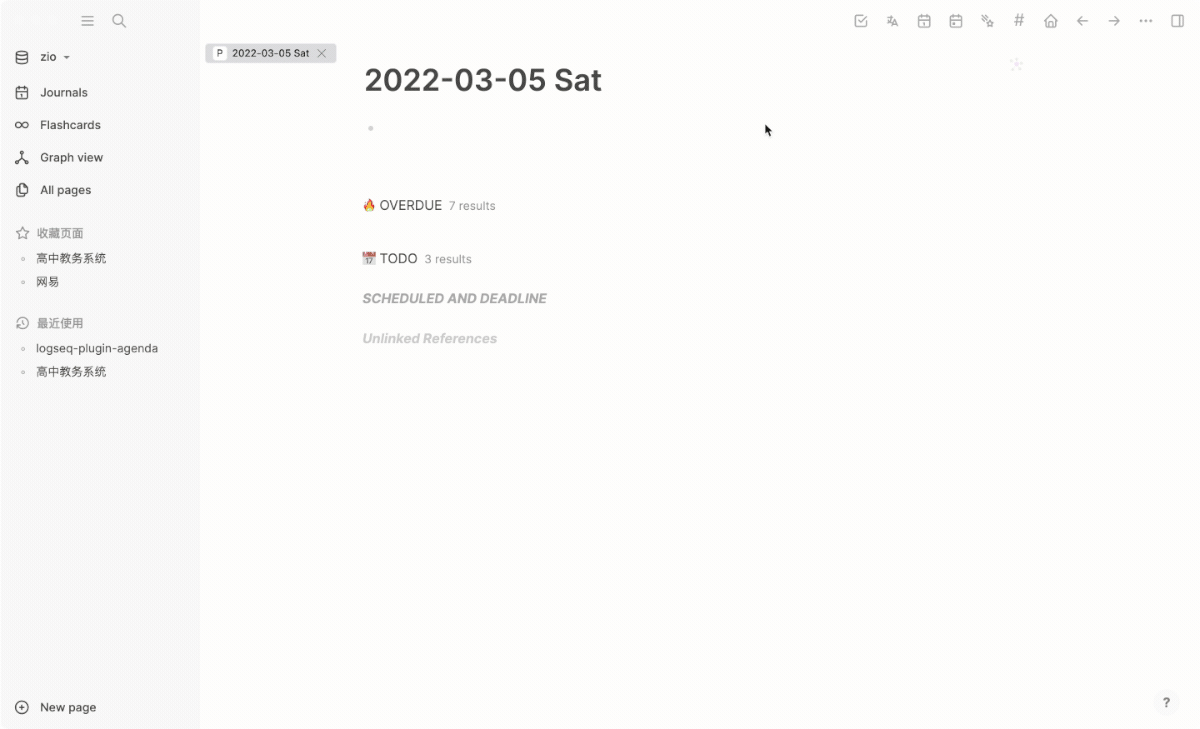 zio
Journals
Flashcards
Graph view
All pages
收藏页面
高中教务系统
网易
最近使用
logseq-plugin-agenda
高中教务系统
New page
P 2022-03-05 Sat
2022-03-05 Sat
🔥 OVERDUE 7 results
📅 TODO 3 results
SCHEDULED AND DEADLINE
Unlinked References
?